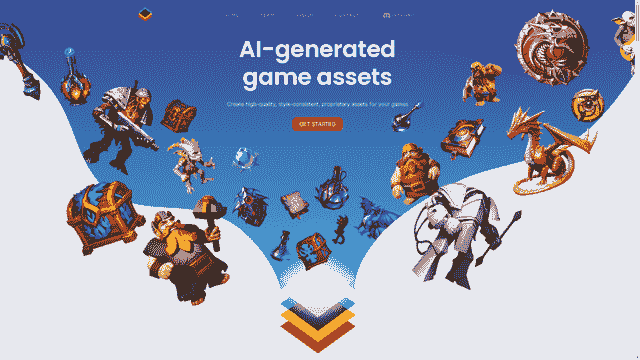 AI-generated
game assets
Create high-quality, style-consistent, proprietary assets for your games
GET STARTED